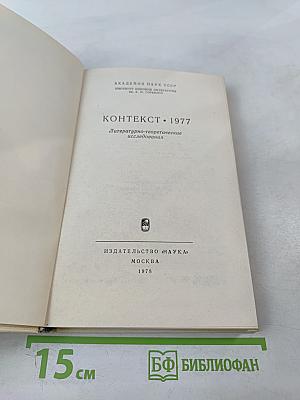 АКАДЕМИЯ НАУК СССР
ИНСТИТУТ МИРОВОЙ ЛИТЕРАТУРЫ
ИМ. А. М. ГОРЬКОГО
КОНТЕКСТ • 1977
Литературно-теоретические
исследования
ИЗДАТЕЛЬСТВО «НАУКА»
МОСКВА
1978
15 см
БФ БИБЛИОФАН